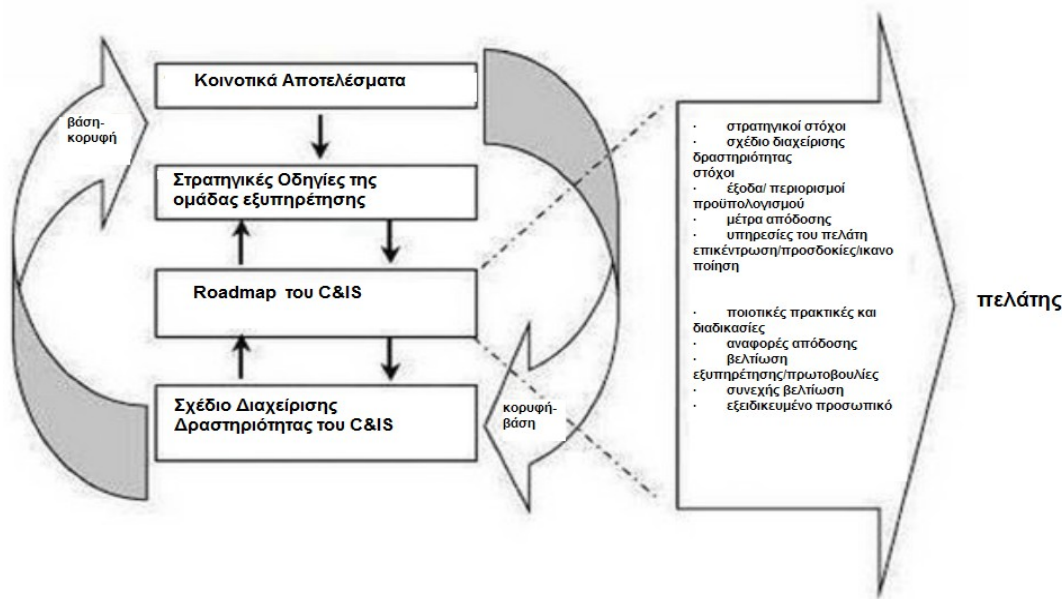 Κοινοτικά Αποτελέσματα
βάση-
κορυφή
Στρατηγικές Οδηγίες της
ομάδας εξυπηρέτησης
Roadmap του C&IS
Σχέδιο Διαχείρισης
Δραστηριότητας του C&IS
κορυφή-
βάση
· στρατηγικοί στόχοι
· σχέδιο διαχείρισης
δραστηριότητας
στόχοι
· έξοδα/ περιορισμοί
προϋπολογισμού
· μέτρα απόδοσης
· υπηρεσίες του πελάτη
επικέντρωση/προσδοκίες/ικανο
ποίηση
· ποιοτικές πρακτικές και
διαδικασίες
· αναφορές απόδοσης
· βελτίωση
εξυπηρέτησης/πρωτοβουλίες
· συνεχής βελτίωση
· εξειδικευμένο προσωπικό
πελάτης